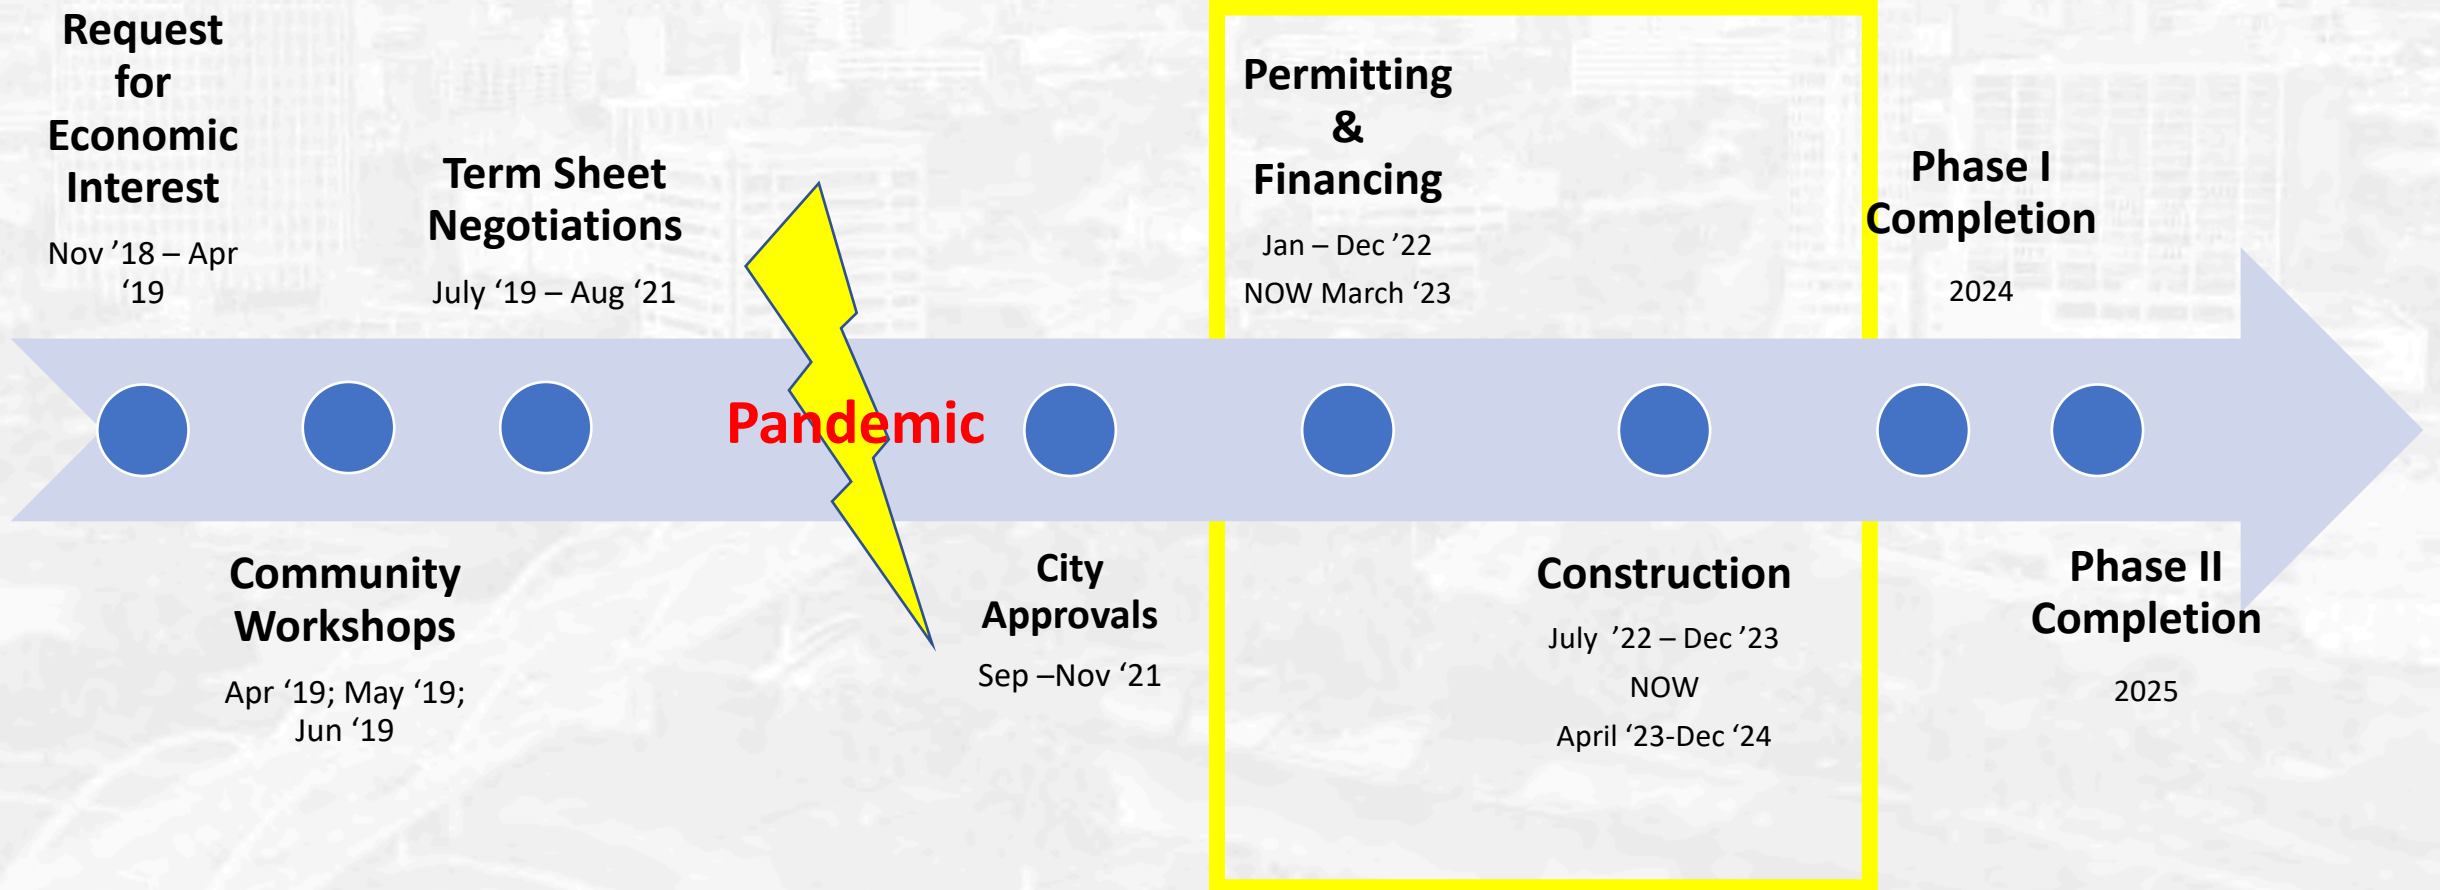 Request
for
Economic
Interest
Nov ’18 – Apr
‘19
Community
Workshops
Apr ‘19; May ‘19;
Jun ‘19
Term Sheet
Negotiations
July ‘19 – Aug ‘21
Pandemic
City
Approvals
Sep –Nov ‘21
Permitting
&
Financing
Jan – Dec ’22
NOW March ‘23
Construction
July ’22 – Dec ’23
NOW
April ‘23-Dec ‘24
Phase I
Completion
2024
Phase II
Completion
2025